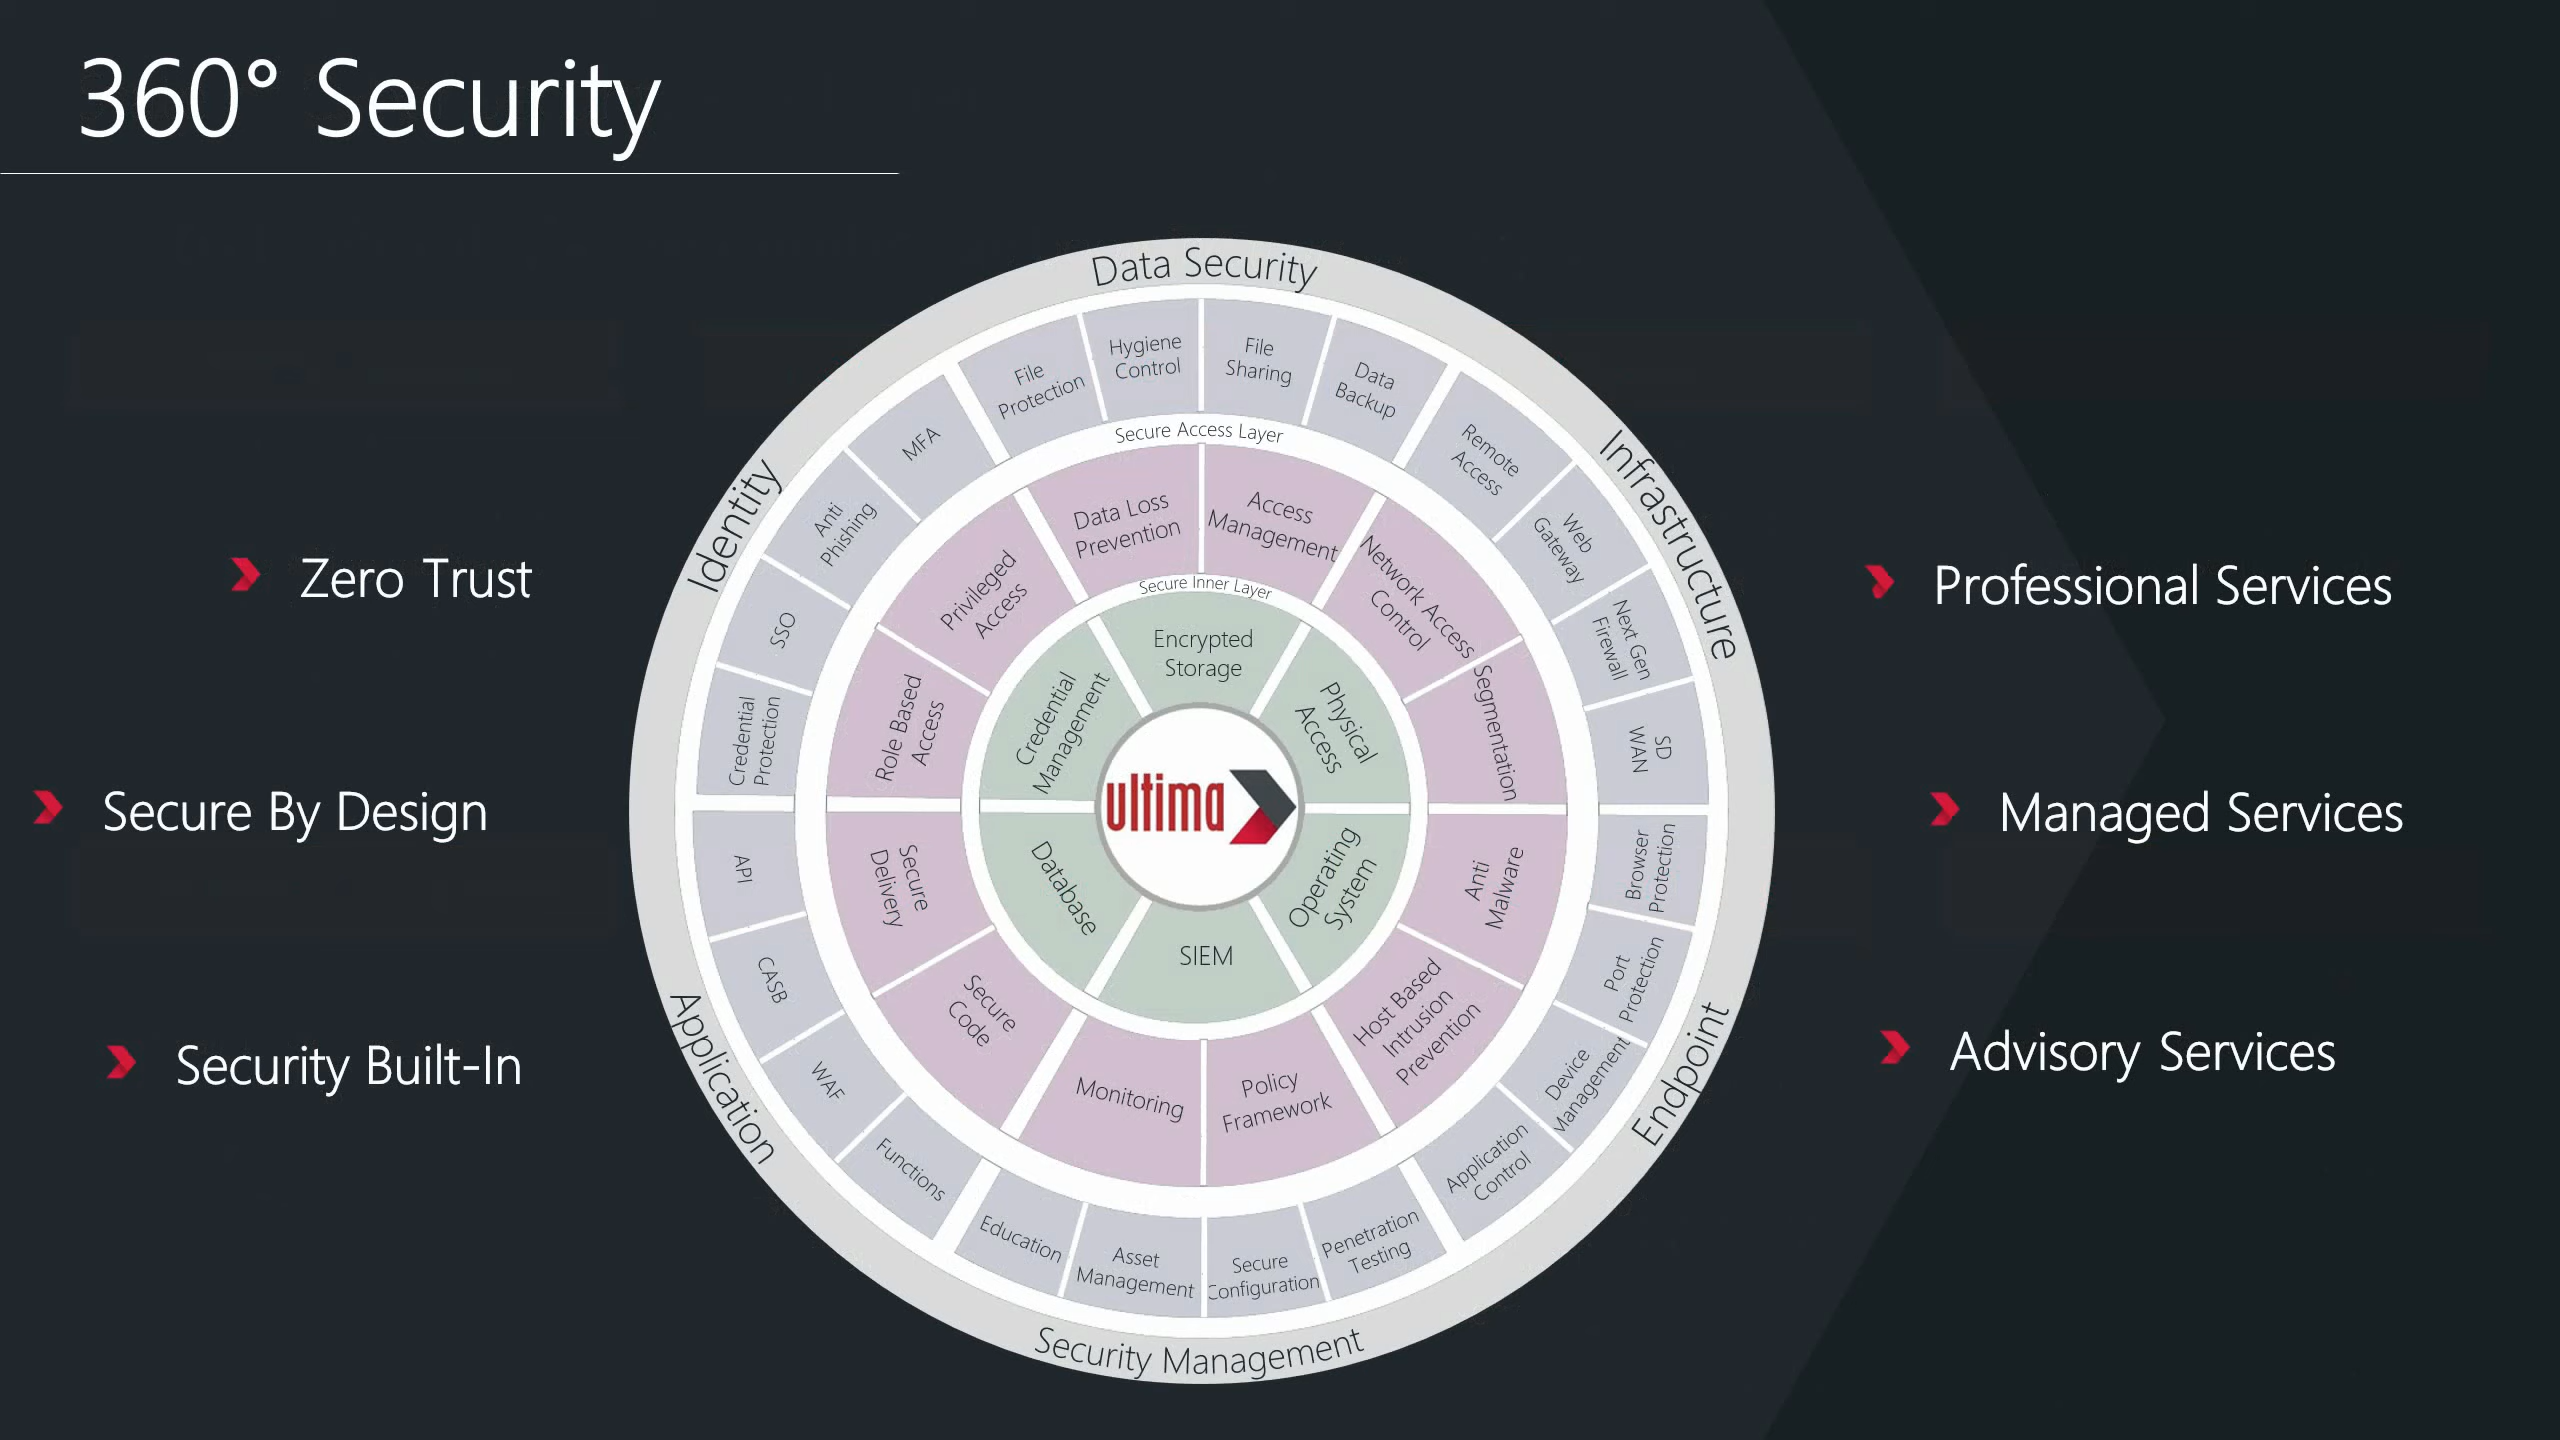 360° Security
Zero Trust
Secure By Design
Security Built-In
Data Security
Infrastructure
Endpoint
Security Management
Application
Identity
File
Protection
Hygiene
Control
File
Sharing
Data
Backup
Remote
Access
Web
Gateway
Next Gen
Firewall
SD
WAN
Browser
Protection
Port
Protection
Device
Management
Application
Control
Penetration
Testing
Secure
Configuration
Asset
Management
Education
Functions
WAF
CASB
API
Credential
Protection
SSO
Anti
Phishing
MFA
Secure Access Layer
Data Loss
Prevention
Access
Management
Network Access
Control
Segmentation
Anti
Malware
Host Based
Intrusion
Prevention
Policy
Framework
Monitoring
Secure
Code
Secure
Delivery
Role Based
Access
Privileged
Access
Secure Inner Layer
Encrypted
Storage
Physical
Access
Operating
System
SIEM
Database
Credential
Management
ultima
Professional Services
Managed Services
Advisory Services